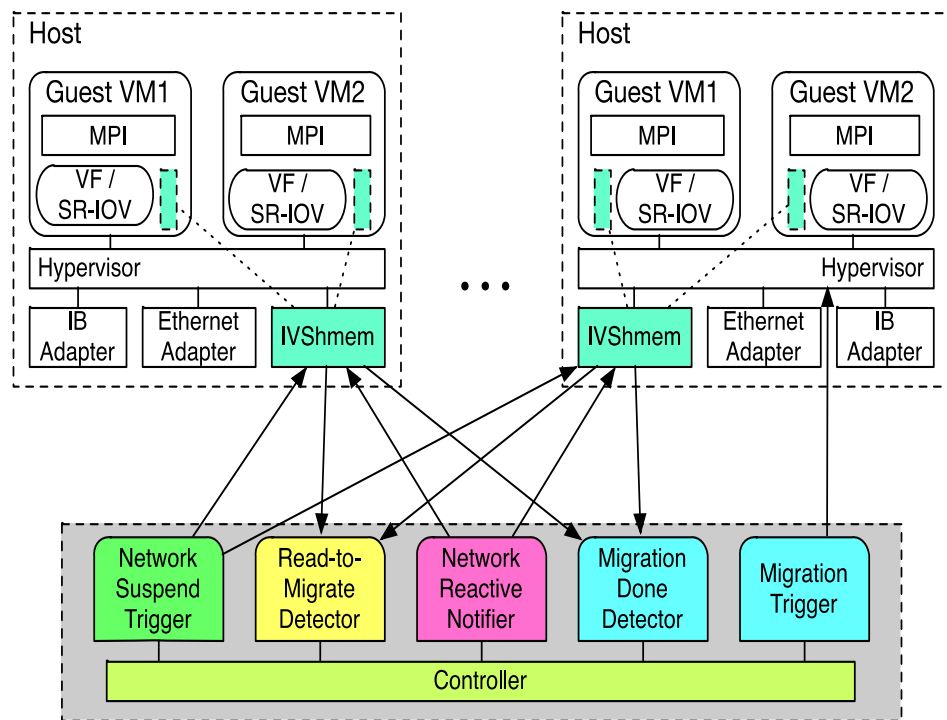 Host
Guest VM1
MPI
VF /
SR-IOV
Guest VM2
MPI
VF /
SR-IOV
Hypervisor
IB
Adapter
Ethernet
Adapter
IVShmem
...
Host
Guest VM1
MPI
VF /
SR-IOV
Guest VM2
MPI
VF /
SR-IOV
Hypervisor
IVShmem
Ethernet
Adapter
IB
Adapter
Network
Suspend
Trigger
Read-to-
Migrate
Detector
Network
Reactive
Notifier
Migration
Done
Detector
Migration
Trigger
Controller